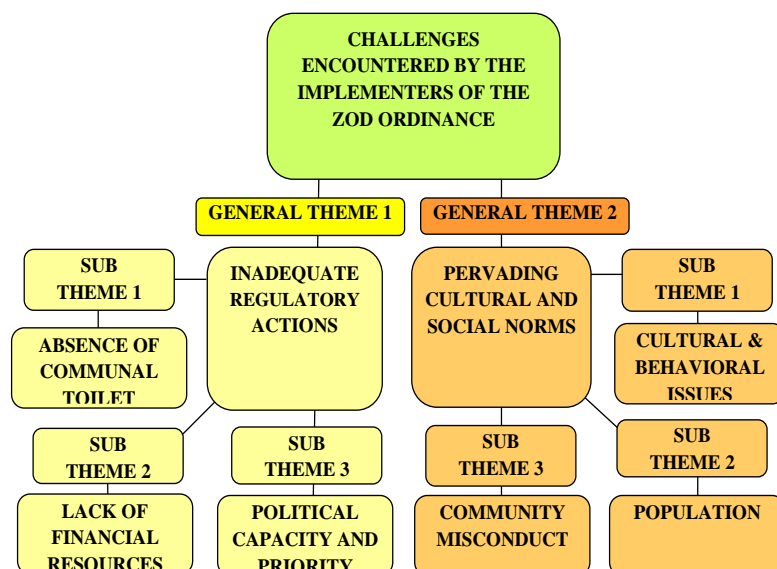 CHALLENGES
ENCOUNTERED BY THE
IMPLEMENTERS OF THE
ZOD ORDINANCE
GENERAL THEME 1
GENERAL THEME 2
SUB
THEME 1
INADEQUATE
REGULATORY
ACTIONS
PERVADING
CULTURAL AND
SOCIAL NORMS
SUB
THEME 1
ABSENCE OF
COMMUNAL
TOILET
CULTURAL &
BEHAVIORAL
ISSUES
SUB
THEME 2
SUB
THEME 3
SUB
THEME 3
SUB
THEME 2
LACK OF
FINANCIAL
RESOURCES
POLITICAL
CAPACITY AND
PRIORITY
COMMUNITY
MISCONDUCT
POPULATION